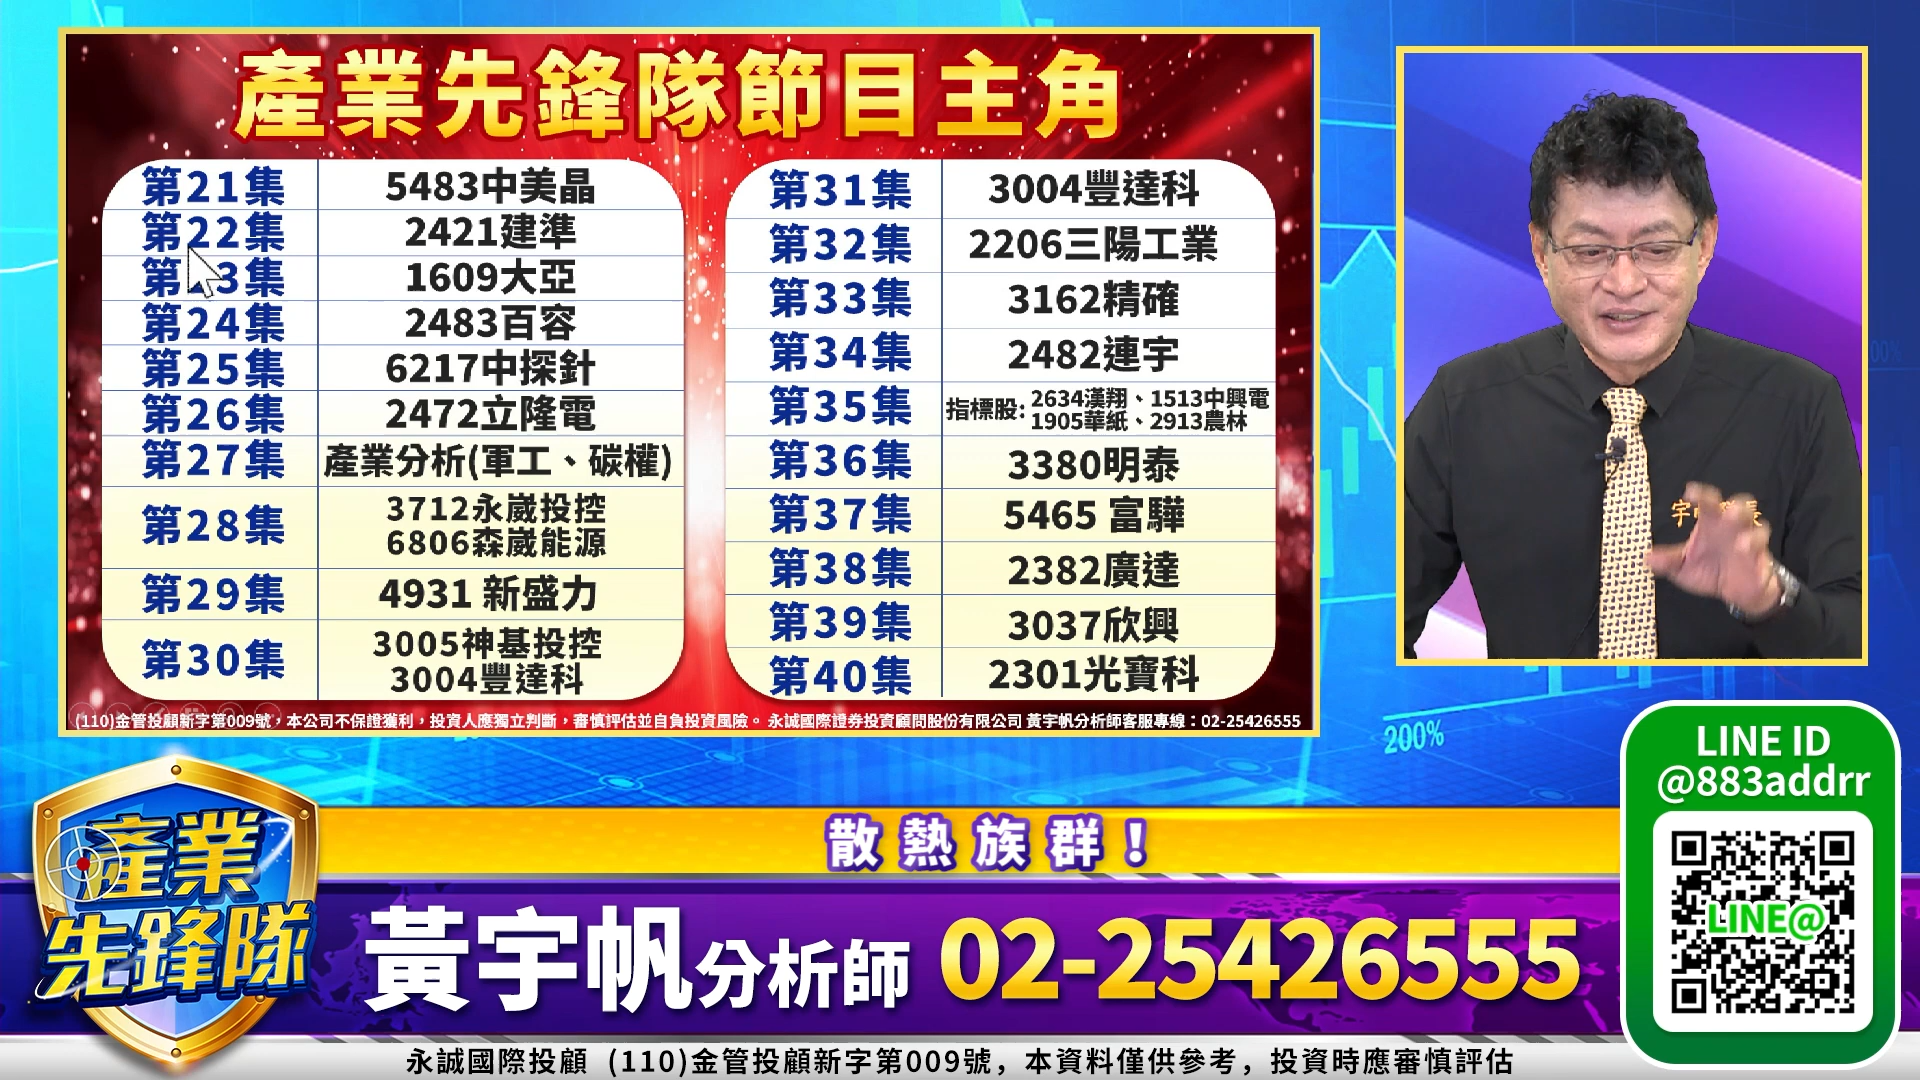 產業先鋒隊節目主角
第21集 5483中美晶
第22集 2421建準
第23集 1609大亞
第24集 2483百容
第25集 6217中探針
第26集 2472立隆電
第27集 產業分析(軍工、碳權)
第28集 3712永崴投控
6806森崴能源
第29集 4931 新盛力
第30集 3005神基投控
3004豐達科
第31集 3004豐達科
第32集 2206三陽工業
第33集 3162精確
第34集 2482連宇
第35集 指標股: 2634漢翔、1513中興電
1905華紙、2913農林
第36集 3380明泰
第37集 5465 富驊
第38集 2382廣達
第39集 3037欣興
第40集 2301光寶科
(110)金管投顧新字第009號，本公司不保證獲利，投資人應獨立判斷，審慎評估並自負投資風險。 永誠國際證券投資顧問股份有限公司 黃宇帆分析師客服專線：02-25426555
200%
LINE ID
@883addrr
LINE@
產業
先鋒隊
散熱族群！
黃宇帆分析師 02-25426555
永誠國際投顧 (110)金管投顧新字第009號，本資料僅供參考，投資時應審慎評估